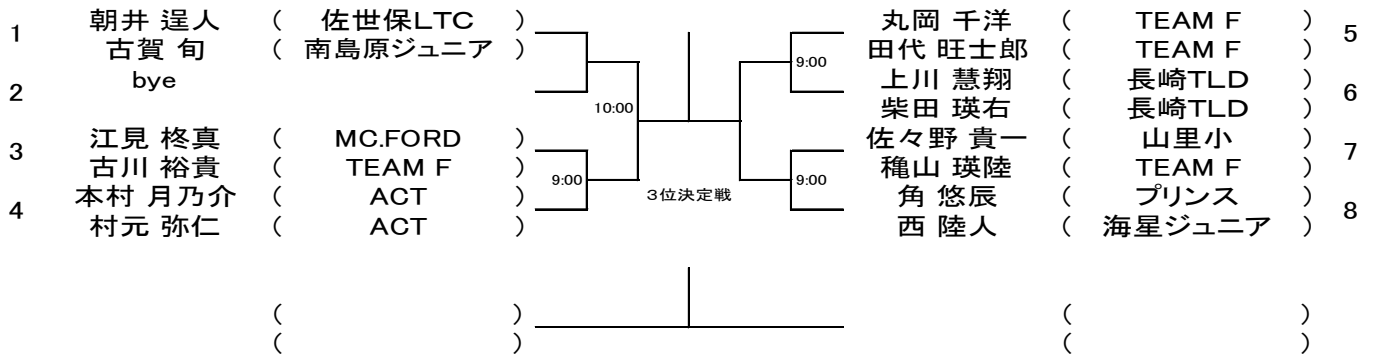 1 朝井 逞人 ( 佐世保LTC )
古賀 旬 ( 南島原ジュニア )
2 bye
10:00
3 江見 柊真 ( MC.FORD )
古川 裕貴 ( TEAM F )
9:00
4 本村 月乃介 ( ACT )
村元 弥仁 ( ACT )
丸岡 千洋 ( TEAM F ) 5
田代 旺士郎 ( TEAM F )
9:00
上川 慧翔 ( 長崎TLD ) 6
柴田 瑛右 ( 長崎TLD )
佐々野 貴一 ( 山里小 ) 7
穐山 瑛陸 ( TEAM F )
9:00
角 悠辰 ( プリンス ) 8
西 陸人 ( 海星ジュニア )
3位決定戦
( ) ( )
( ) ( )